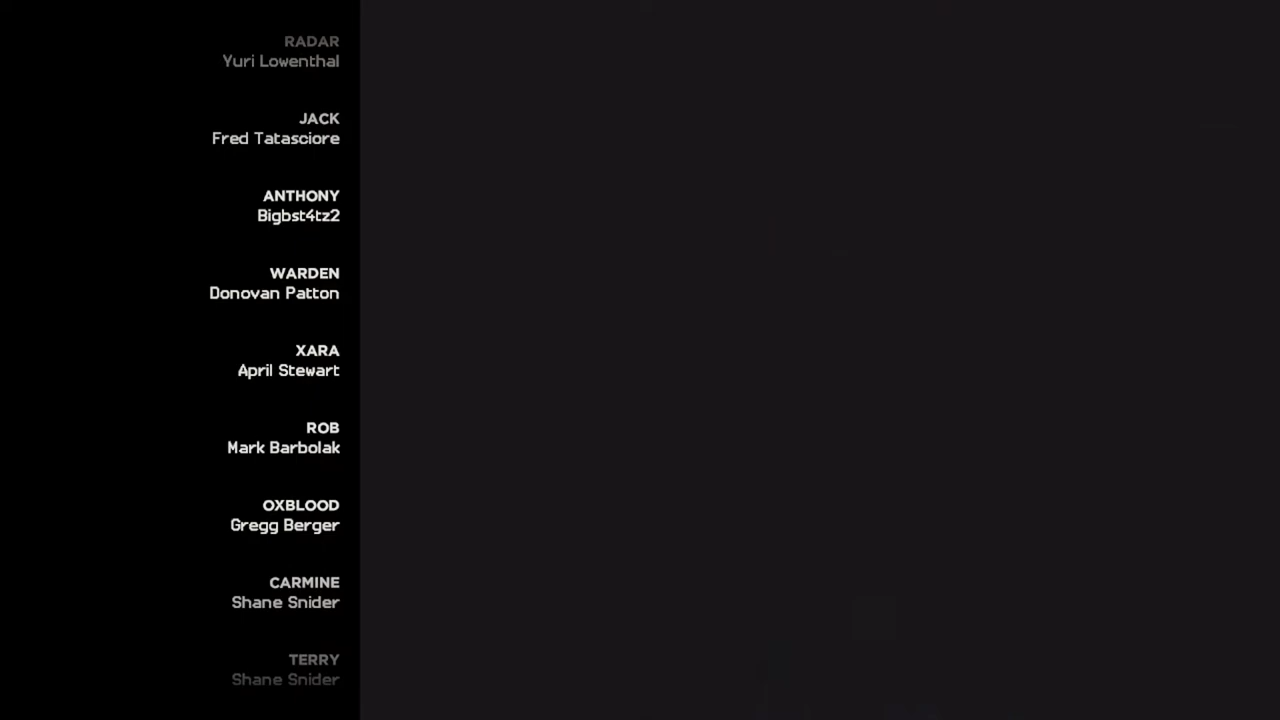 RADAR
Yuri Lowenthal
JACK
Fred Tatasciore
ANTHONY
Bigbst4tz2
WARDEN
Donovan Patton
XARA
April Stewart
ROB
Mark Barbolak
OXBLOOD
Gregg Berger
CARMINE
Shane Snider
TERRY
Shane Snider